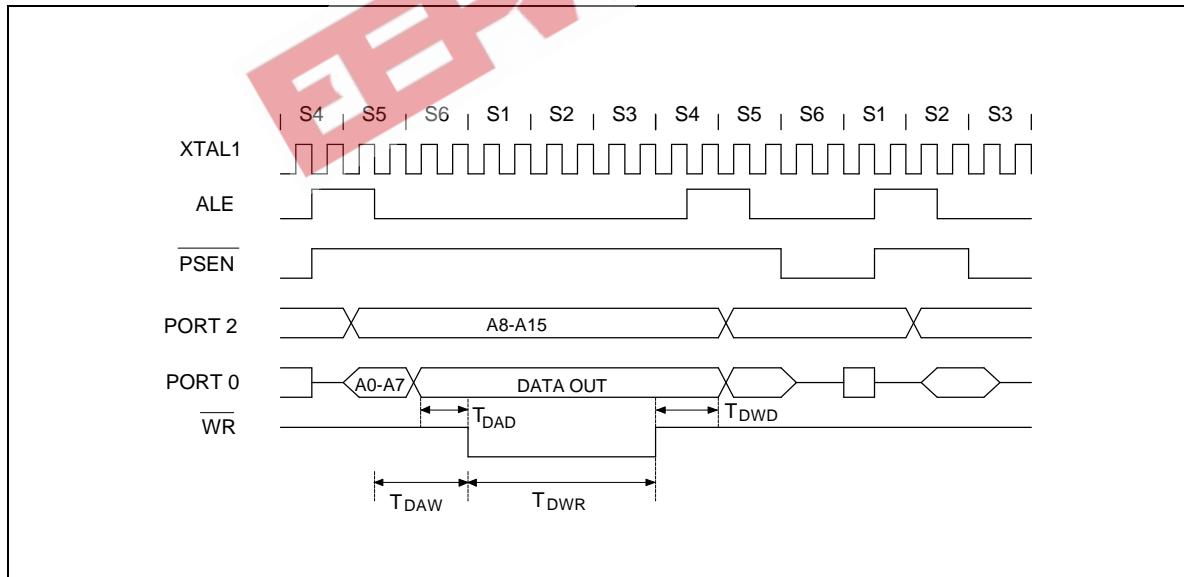 S4 S5 S6 S1 S2 S3 S4 S5 S6 S1 S2 S3
XTAL1
ALE
PSEN
PORT 2 A8-A15
PORT 0 A0-A7 DATA OUT
TDAD TDWD
WR
TDAW TDWR